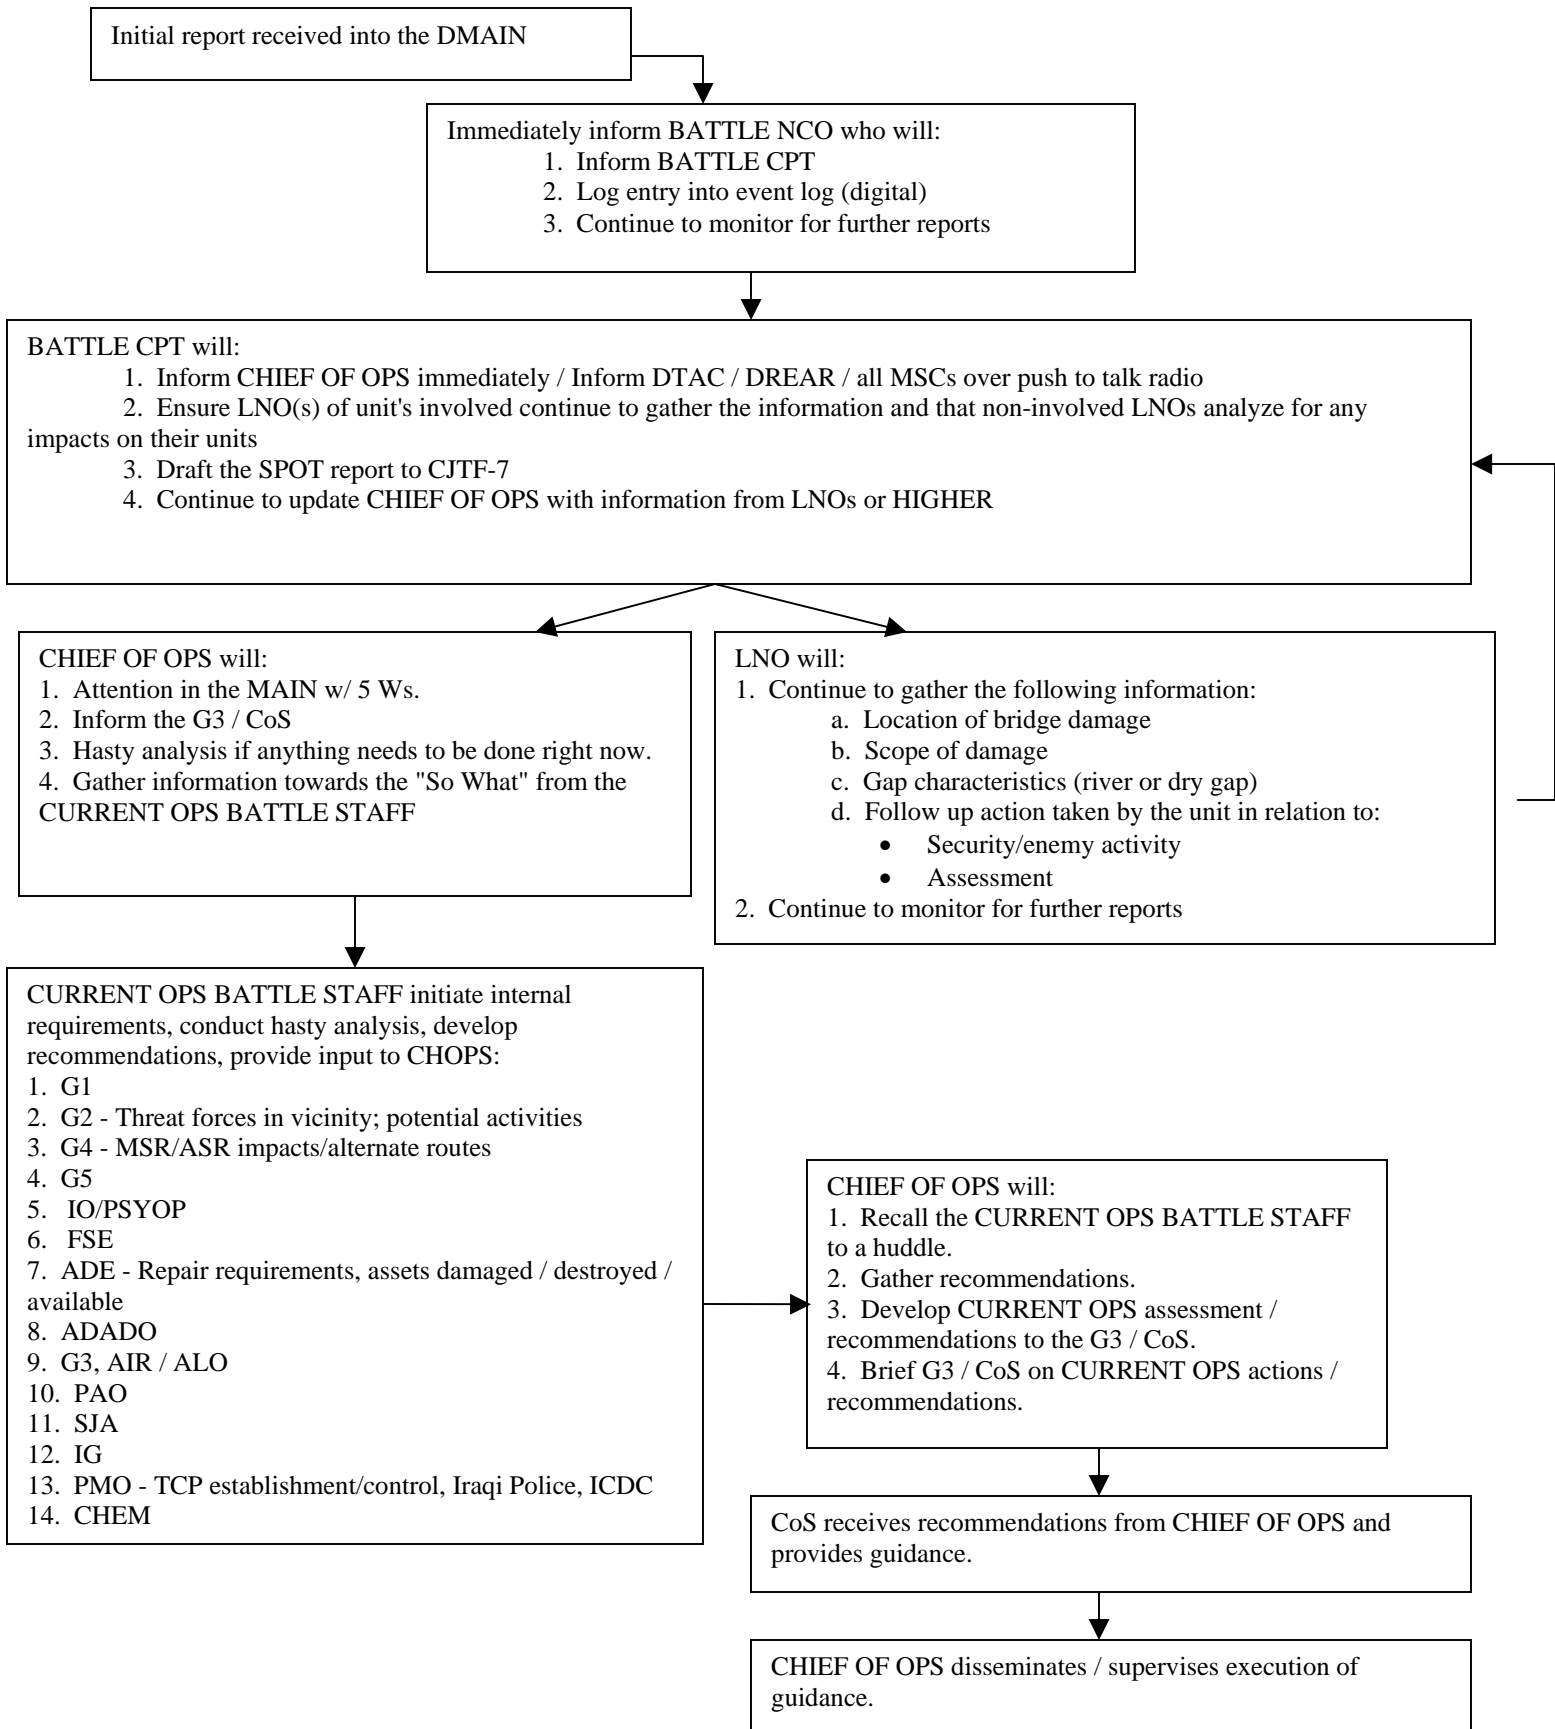 Initial report received into the DMAIN
Immediately inform BATTLE NCO who will:
1. Inform BATTLE CPT
2. Log entry into event log (digital)
3. Continue to monitor for further reports
BATTLE CPT will:
1. Inform CHIEF OF OPS immediately / Inform DTAC / DREAR / all MSCs over push to talk radio
2. Ensure LNO(s) of unit's involved continue to gather the information and that non-involved LNOs analyze for any
impacts on their units
3. Draft the SPOT report to CJTF-7
4. Continue to update CHIEF OF OPS with information from LNOs or HIGHER
CHIEF OF OPS will:
1. Attention in the MAIN w/ 5 Ws.
2. Inform the G3 / CoS
3. Hasty analysis if anything needs to be done right now.
4. Gather information towards the "So What" from the
CURRENT OPS BATTLE STAFF
LNO will:
1. Continue to gather the following information:
a. Location of bridge damage
b. Scope of damage
c. Gap characteristics (river or dry gap)
d. Follow up action taken by the unit in relation to:
• Security/enemy activity
• Assessment
2. Continue to monitor for further reports
CURRENT OPS BATTLE STAFF initiate internal
requirements, conduct hasty analysis, develop
recommendations, provide input to CHOPS:
1. G1
2. G2 - Threat forces in vicinity; potential activities
3. G4 - MSR/ASR impacts/alternate routes
4. G5
5. IO/PSYOP
6. FSE
7. ADE - Repair requirements, assets damaged / destroyed /
available
8. ADADO
9. G3, AIR / ALO
10. PAO
11. SJA
12. IG
13. PMO - TCP establishment/control, Iraqi Police, ICDC
14. CHEM
CHIEF OF OPS will:
1. Recall the CURRENT OPS BATTLE STAFF
to a huddle.
2. Gather recommendations.
3. Develop CURRENT OPS assessment /
recommendations to the G3 / CoS.
4. Brief G3 / CoS on CURRENT OPS actions /
recommendations.
CoS receives recommendations from CHIEF OF OPS and
provides guidance.
CHIEF OF OPS disseminates / supervises execution of
guidance.